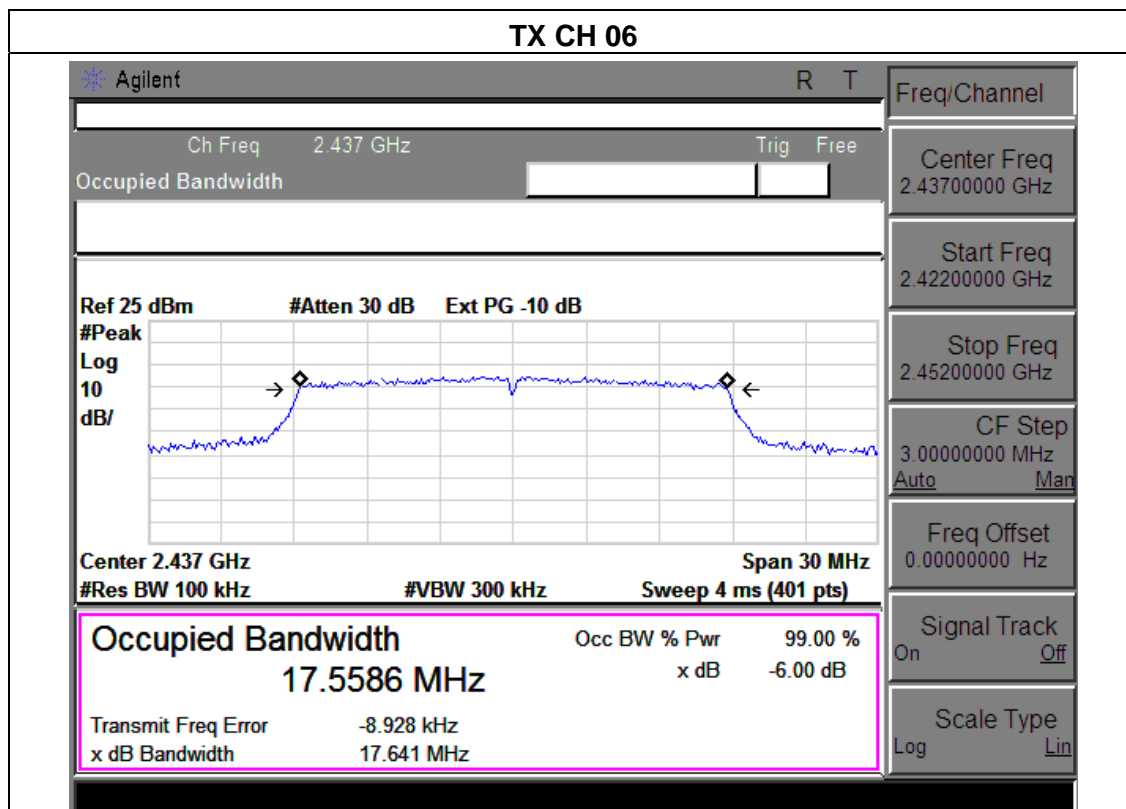 TX CH 06
Agilent R T
Ch Freq 2.437 GHz Trig Free
Occupied Bandwidth
Ref 25 dBm #Atten 30 dB Ext PG -10 dB
#Peak
Log
10
dB/
Center 2.437 GHz Span 30 MHz
#Res BW 100 kHz #VBW 300 kHz Sweep 4 ms (401 pts)
Occupied Bandwidth Occ BW % Pwr 99.00 %
17.5586 MHz x dB -6.00 dB
Transmit Freq Error -8.928 kHz
x dB Bandwidth 17.641 MHz
Freq/Channel
Center Freq
2.43700000 GHz
Start Freq
2.42200000 GHz
Stop Freq
2.45200000 GHz
CF Step
3.00000000 MHz
Auto Man
Freq Offset
0.00000000 Hz
Signal Track
On Off
Scale Type
Log Lin